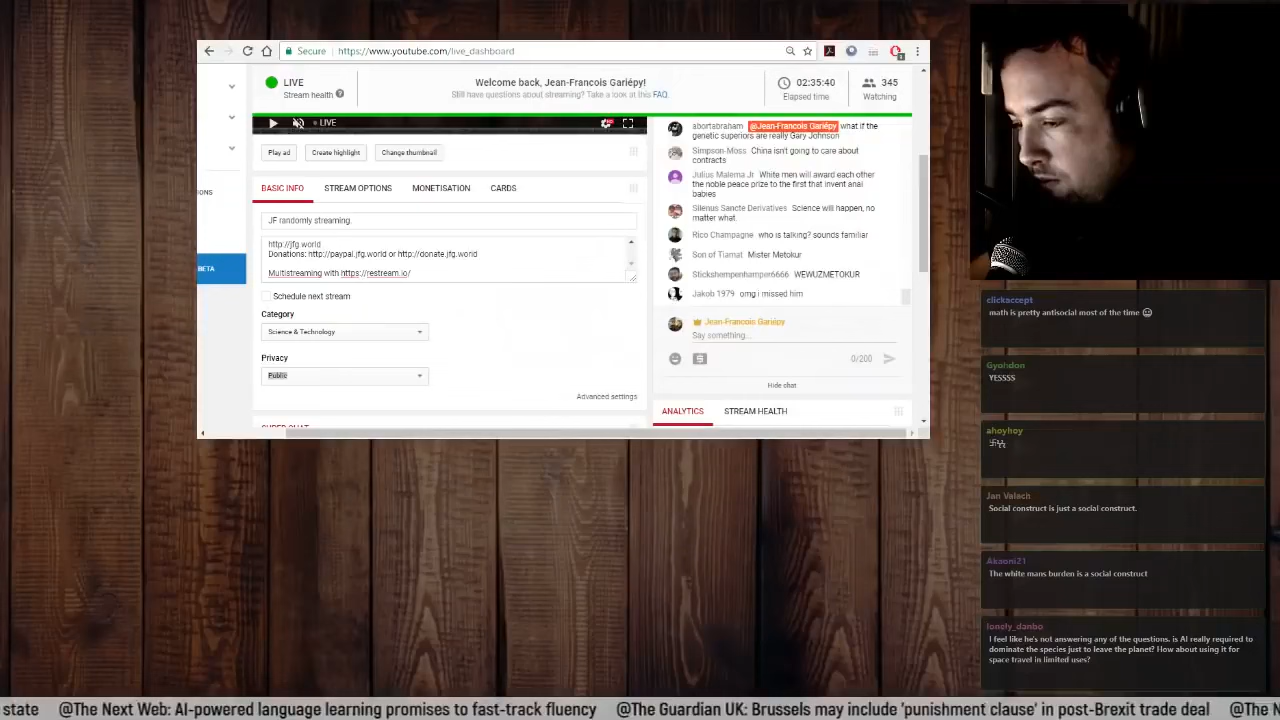 Secure
https://www.youtube.com/live_dashboard
LIVE
Stream health
Welcome back, Jean-Francois Gariépy!
Still have questions about streaming? Take a look at this FAQ.
02:35:40
Elapsed time
345
Watching
LIVE
Play ad
Create highlight
Change thumbnail
IONS
BETA
BASIC INFO
STREAM OPTIONS
MONETISATION
CARDS
JF randomly streaming.
http://jfg.world
Donations: http://paypal.jfg.world or http://donate.jfg.world
Multistreaming with https://restream.io/
Schedule next stream
Category
Science & Technology
Privacy
Public
Advanced settings
SUPER CHAT
abortabraham @Jean-Francois Gariépy what if the
genetic superiors are really Gary Johnson
Simpson-Moss China isn't going to care about
contracts
Julius Malema Jr White men will award each other
the noble peace prize to the first that invent anal
babies
Silenus Sancte Derivatives Science will happen, no
matter what.
Rico Champagne who is talking? sounds familiar
Son of Tiamat Mister Metokur
Stickshempenhamper6666 WEWUZMETOKUR
Jakob 1979 omg i missed him
Jean-Francois Gariépy
Say something...
0/200
Hide chat
ANALYTICS
STREAM HEALTH
clickaccept
math is pretty antisocial most of the time
Gyohdon
YESSSS
ahoyhoy
Jan Valach
Social construct is just a social construct.
Akaoni21
The white mans burden is a social construct
lonely_danbo
I feel like he's not answering any of the questions. is AI really required to
dominate the species just to leave the planet? How about using it for
space travel in limited uses?
state @The Next Web: AI-powered language learning promises to fast-track fluency @The Guardian UK: Brussels may include 'punishment clause' in post-Brexit trade deal @The N